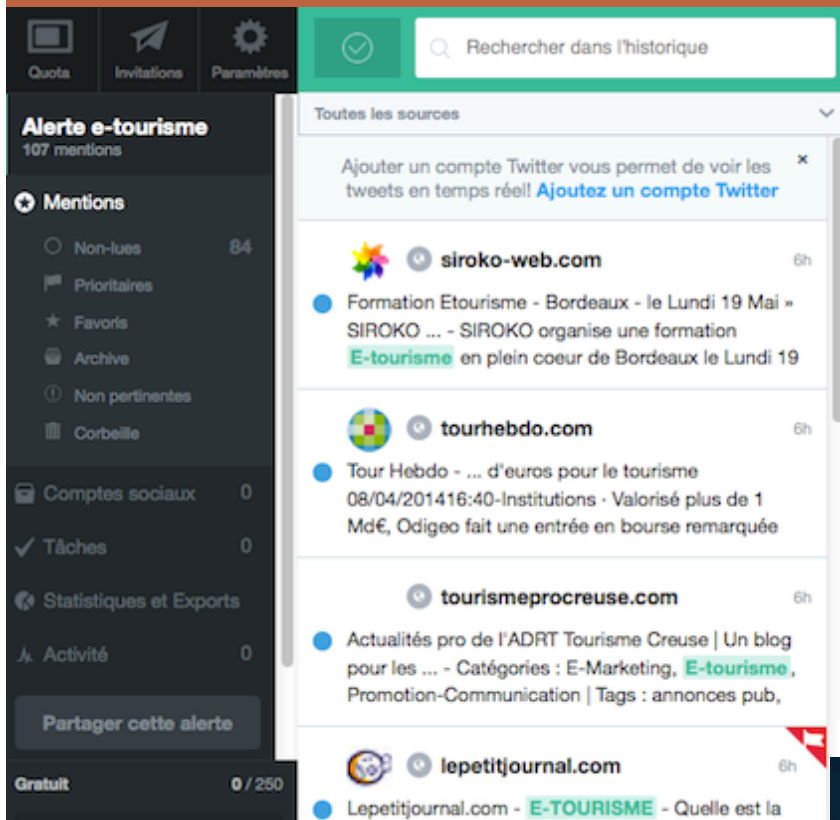 Quota
Invitations
Paramètres
Rechercher dans l'historique
Alerte e-tourisme
107 mentions
Mentions
Non-lues 84
Prioritaires
Favoris
Archive
Non pertinentes
Corbeille
Comptes sociaux 0
Tâches 0
Statistiques et Exports
Activité 0
Partager cette alerte
Gratuit 0 / 250
Toutes les sources
Ajouter un compte Twitter vous permet de voir les
tweets en temps réel! Ajoutez un compte Twitter
siroko-web.com 6h
Formation Etourisme - Bordeaux - le Lundi 19 Mai »
SIROKO ... - SIROKO organise une formation
E-tourisme en plein coeur de Bordeaux le Lundi 19
tourhebdo.com 6h
Tour Hebdo - ... d'euros pour le tourisme
08/04/201416:40-Institutions · Valorisé plus de 1
Md€, Odigeo fait une entrée en bourse remarquée
tourismeprocreuse.com 6h
Actualités pro de l'ADRT Tourisme Creuse | Un blog
pour les ... - Catégories : E-Marketing, E-tourisme,
Promotion-Communication | Tags : annonces pub,
lepetitjournal.com 6h
Lepetitjournal.com - E-TOURISME - Quelle est la